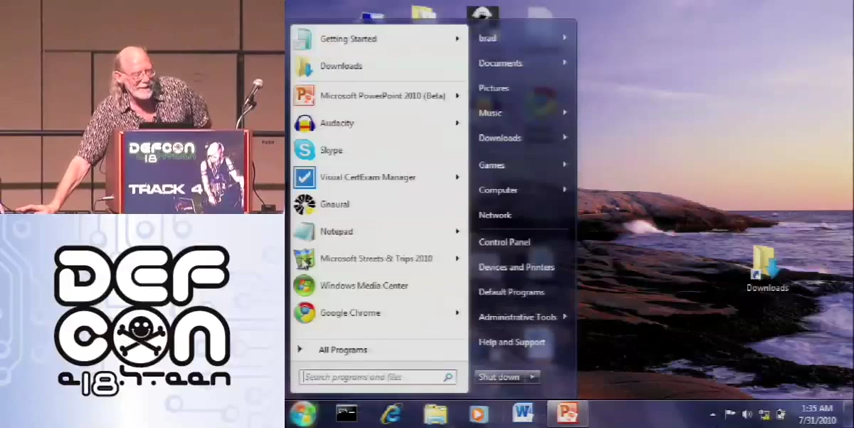 DEFCON
18
TRACK 4
DEF
CON
e18hteen
Getting Started
Downloads
Microsoft PowerPoint 2010 (Beta)
Audacity
Skype
Visual CertExam Manager
Gnaural
Notepad
Microsoft Streets & Trips 2010
Windows Media Center
Google Chrome
All Programs
Search programs and files
brad
Documents
Pictures
Music
Downloads
Games
Computer
Network
Control Panel
Devices and Printers
Default Programs
Administrative Tools
Help and Support
Shut down
Downloads
1:35 AM
7/31/2010